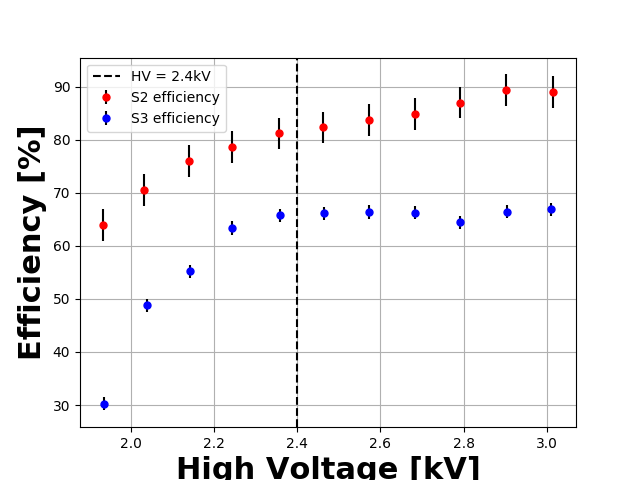 HV = 2.4kV
S2 efficiency
S3 efficiency
90
80
70
60
50
40
30
Efficiency [%]
2.0 2.2 2.4 2.6 2.8 3.0
High Voltage [kV]